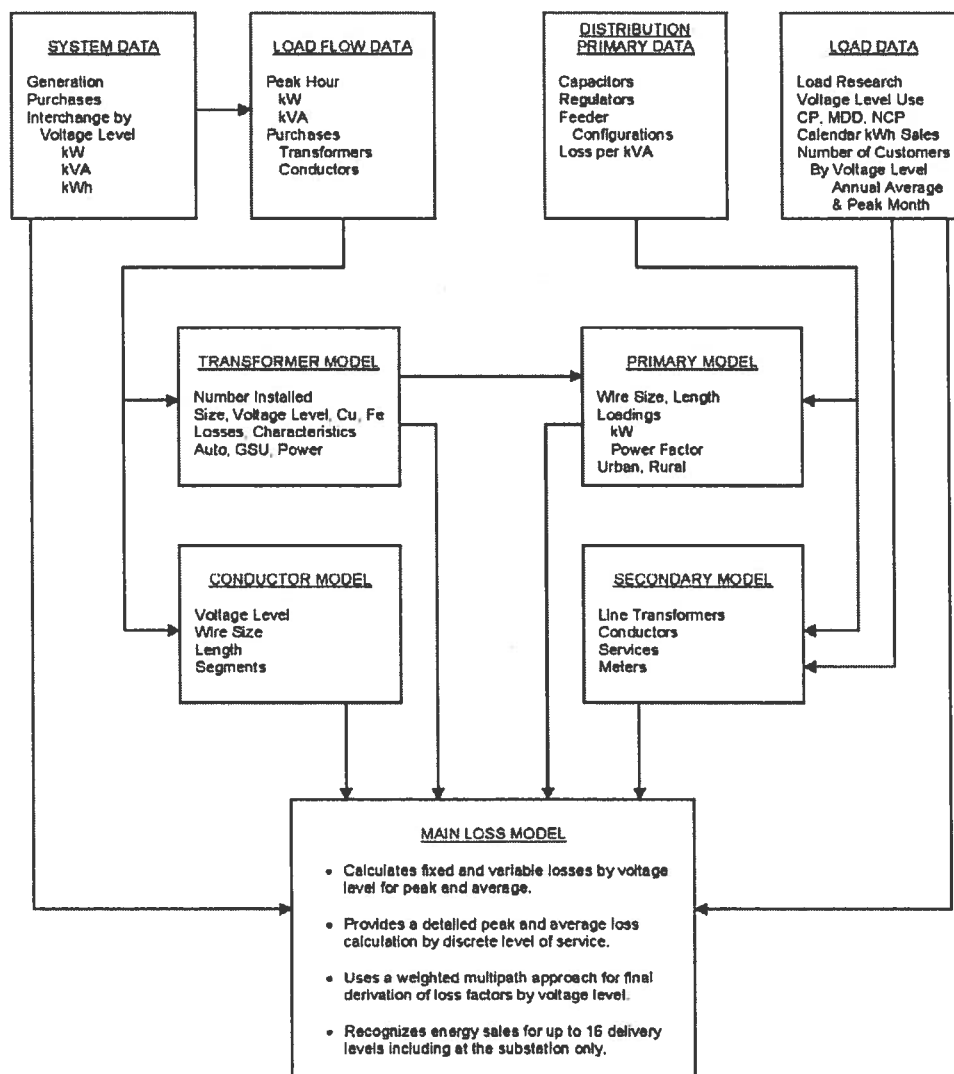 SYSTEM DATA
Generation
Purchases
Interchange by
Voltage Level
kW
kVA
kWh
LOAD FLOW DATA
Peak Hour
kW
kVA
Purchases
Transformers
Conductors
DISTRIBUTION
PRIMARY DATA
Capacitors
Regulators
Feeder
Configurations
Loss per kVA
LOAD DATA
Load Research
Voltage Level Use
CP, MDD, NCP
Calendar kWh Sales
Number of Customers
By Voltage Level
Annual Average
& Peak Month
TRANSFORMER MODEL
Number Installed
Size, Voltage Level, Cu, Fe
Losses, Characteristics
Auto, GSU, Power
PRIMARY MODEL
Wire Size, Length
Loadings
kW
Power Factor
Urban, Rural
CONDUCTOR MODEL
Voltage Level
Wire Size
Length
Segments
SECONDARY MODEL
Line Transformers
Conductors
Services
Meters
MAIN LOSS MODEL
• Calculates fixed and variable losses by voltage
level for peak and average.
• Provides a detailed peak and average loss
calculation by discrete level of service.
• Uses a weighted multipath approach for final
derivation of loss factors by voltage level.
• Recognizes energy sales for up to 16 delivery
levels including at the substation only.